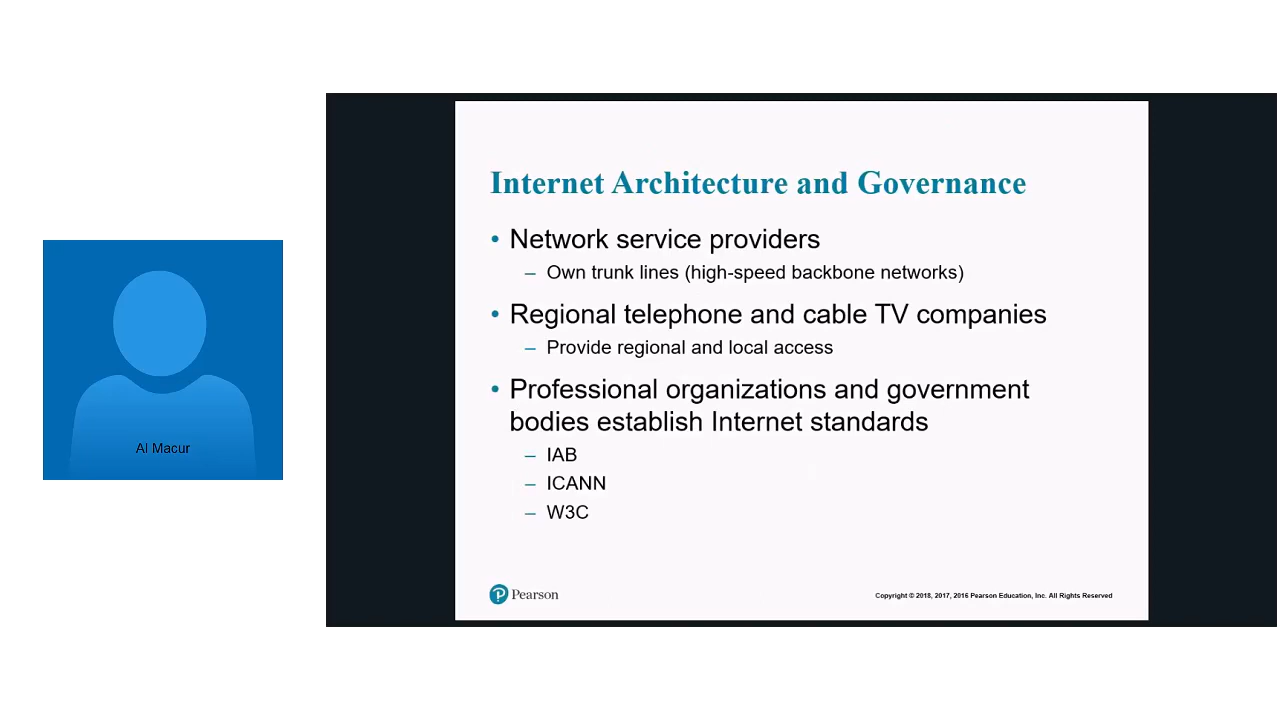 Al Macur
Internet Architecture and Governance
• Network service providers
– Own trunk lines (high-speed backbone networks)
• Regional telephone and cable TV companies
– Provide regional and local access
• Professional organizations and government
bodies establish Internet standards
– IAB
– ICANN
– W3C
P Pearson
Copyright © 2018, 2017, 2016 Pearson Education, Inc. All Rights Reserved